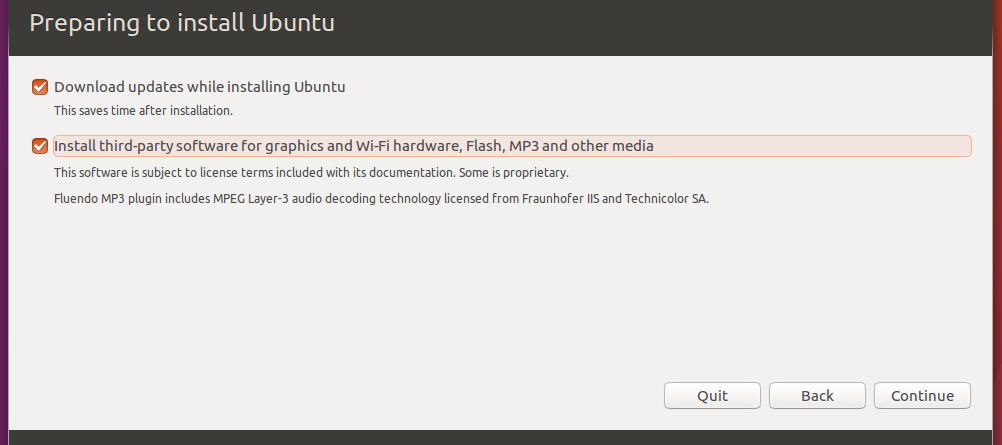 Preparing to install Ubuntu
Download updates while installing Ubuntu
This saves time after installation.
Install third-party software for graphics and Wi-Fi hardware, Flash, MP3 and other media
This software is subject to license terms included with its documentation. Some is proprietary.
Fluendo MP3 plugin includes MPEG Layer-3 audio decoding technology licensed from Fraunhofer IIS and Technicolor SA.
Quit Back Continue